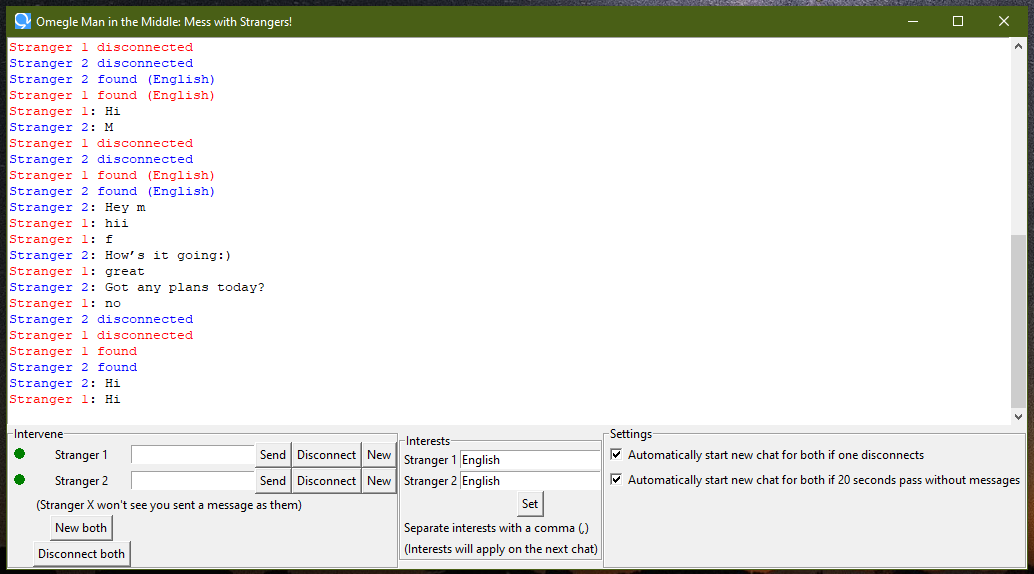 Omegle Man in the Middle: Mess with Strangers!
Stranger 1 disconnected
Stranger 2 disconnected
Stranger 2 found (English)
Stranger 1 found (English)
Stranger 1: Hi
Stranger 2: M
Stranger 1 disconnected
Stranger 2 disconnected
Stranger 1 found (English)
Stranger 2 found (English)
Stranger 2: Hey m
Stranger 1: hii
Stranger 1: f
Stranger 2: How’s it going:)
Stranger 1: great
Stranger 2: Got any plans today?
Stranger 1: no
Stranger 2 disconnected
Stranger 1 disconnected
Stranger 1 found
Stranger 2 found
Stranger 2: Hi
Stranger 1: Hi
Intervene
Stranger 1 Send Disconnect New
Stranger 2 Send Disconnect New
(Stranger X won't see you sent a message as them)
New both
Disconnect both
Interests
Stranger 1 English
Stranger 2 English
Set
Separate interests with a comma (,)
(Interests will apply on the next chat)
Settings
Automatically start new chat for both if one disconnects
Automatically start new chat for both if 20 seconds pass without messages